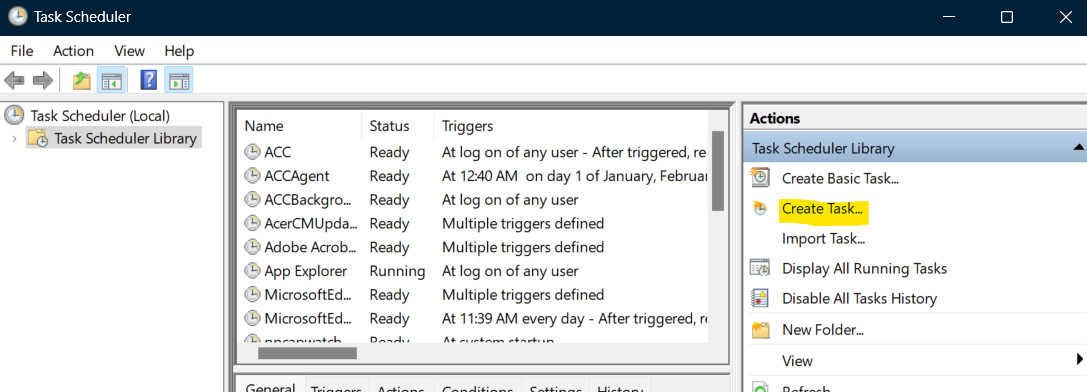 Task Scheduler
File Action View Help
Task Scheduler (Local)
Task Scheduler Library
Name Status Triggers
ACC Ready At log on of any user - After triggered, re
ACCAgent Ready At 12:40 AM on day 1 of January, Februar
ACCBackgro... Ready At log on of any user
AcerCMUpda... Ready Multiple triggers defined
Adobe Acrob... Ready Multiple triggers defined
App Explorer Running At log on of any user
MicrosoftEd... Ready Multiple triggers defined
MicrosoftEd... Ready At 11:39 AM every day - After triggered, re
npcapwatch Ready At system startup
General Triggers Actions Conditions Settings History
Actions
Task Scheduler Library
Create Basic Task...
Create Task...
Import Task...
Display All Running Tasks
Disable All Tasks History
New Folder...
View
Refresh